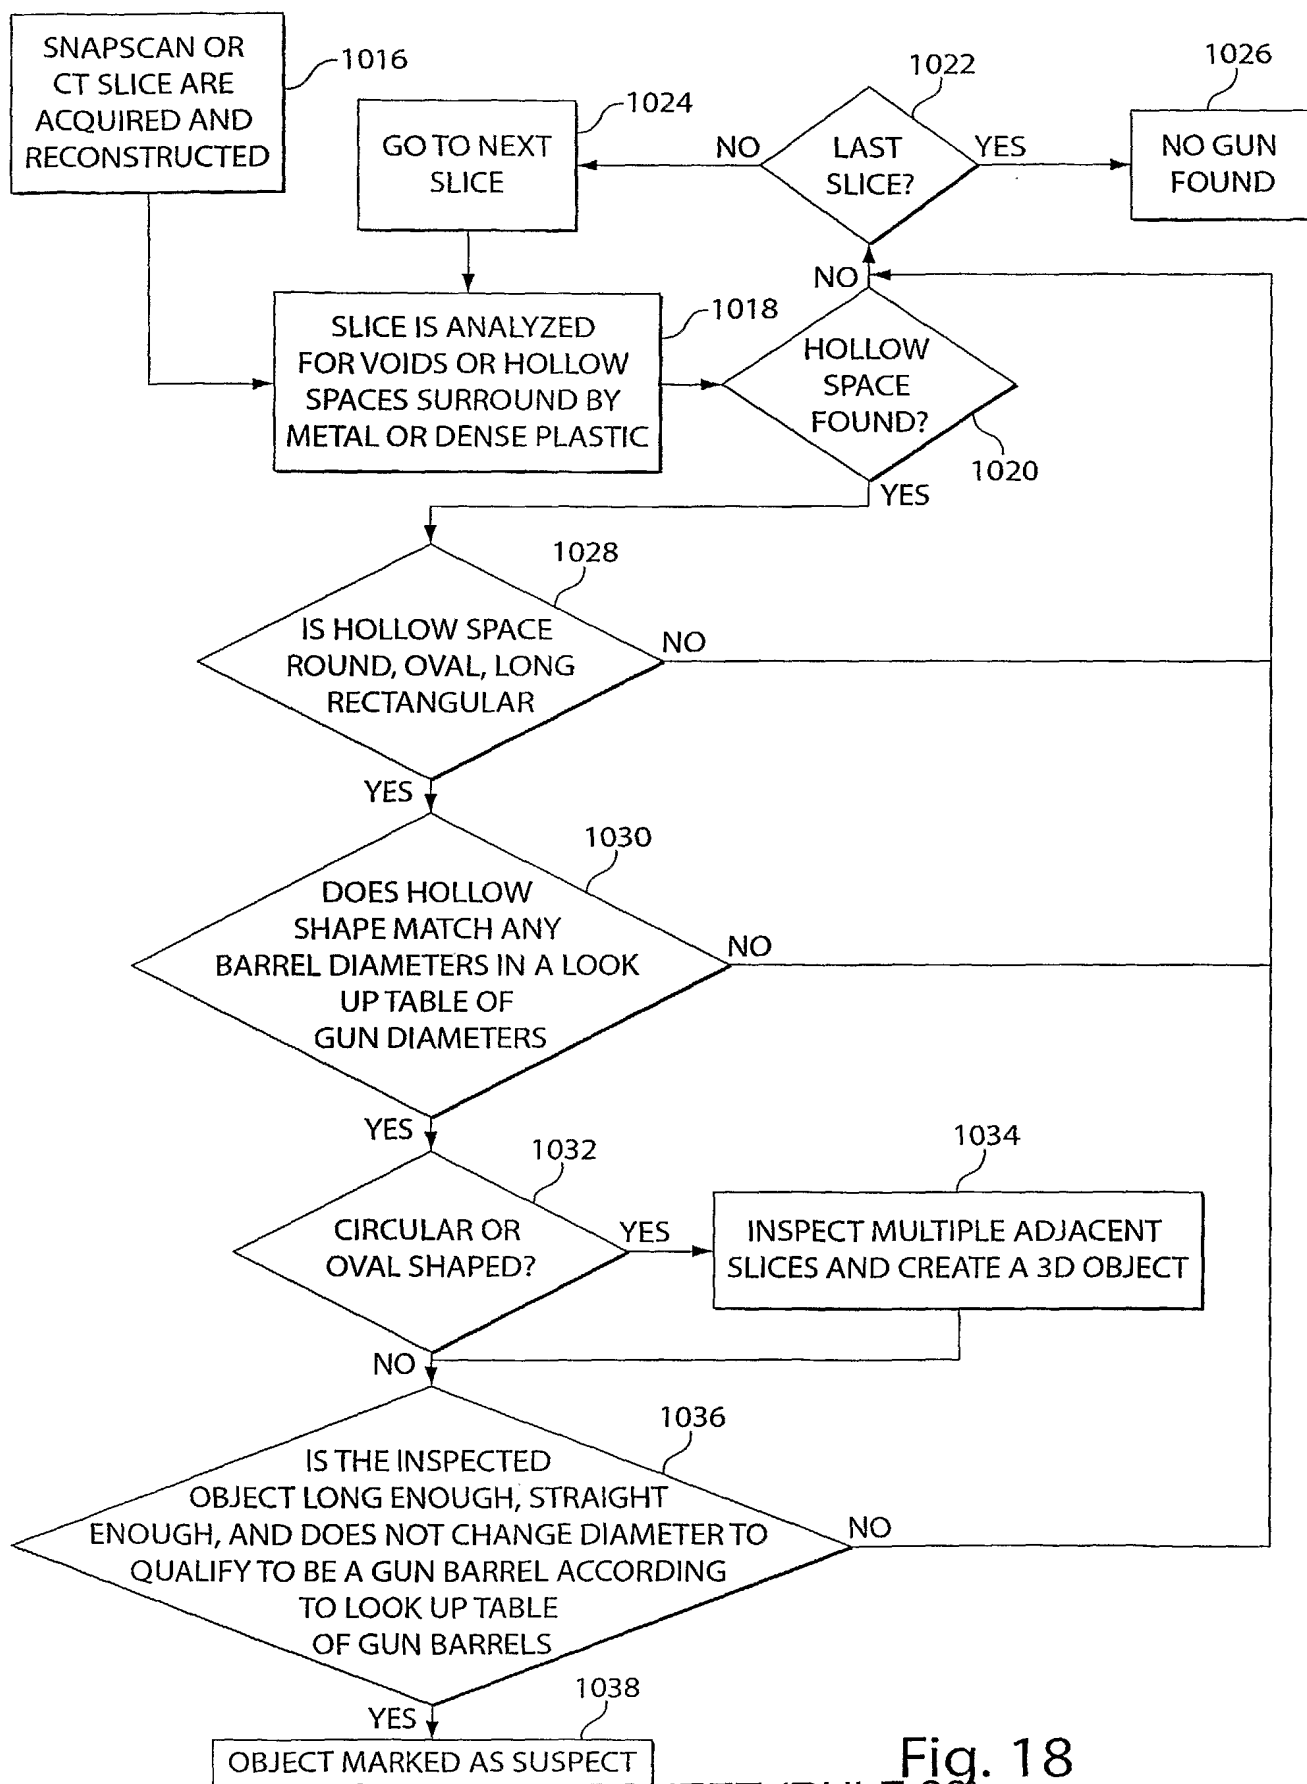 SNAPSCAN OR
CT SLICE ARE
ACQUIRED AND
RECONSTRUCTED
1016
GO TO NEXT
SLICE
1024
NO
LAST
SLICE?
1022
YES
NO GUN
FOUND
1026
SLICE IS ANALYZED
FOR VOIDS OR HOLLOW
SPACES SURROUND BY
METAL OR DENSE PLASTIC
1018
NO
HOLLOW
SPACE
FOUND?
1020
YES
1028
IS HOLLOW SPACE
ROUND, OVAL, LONG
RECTANGULAR
NO
YES
1030
DOES HOLLOW
SHAPE MATCH ANY
BARREL DIAMETERS IN A LOOK
UP TABLE OF
GUN DIAMETERS
NO
YES
1032
CIRCULAR OR
OVAL SHAPED?
YES
1034
INSPECT MULTIPLE ADJACENT
SLICES AND CREATE A 3D OBJECT
NO
1036
IS THE INSPECTED
OBJECT LONG ENOUGH, STRAIGHT
ENOUGH, AND DOES NOT CHANGE DIAMETER TO
QUALIFY TO BE A GUN BARREL ACCORDING
TO LOOK UP TABLE
OF GUN BARRELS
NO
YES
1038
OBJECT MARKED AS SUSPECT
Fig. 18